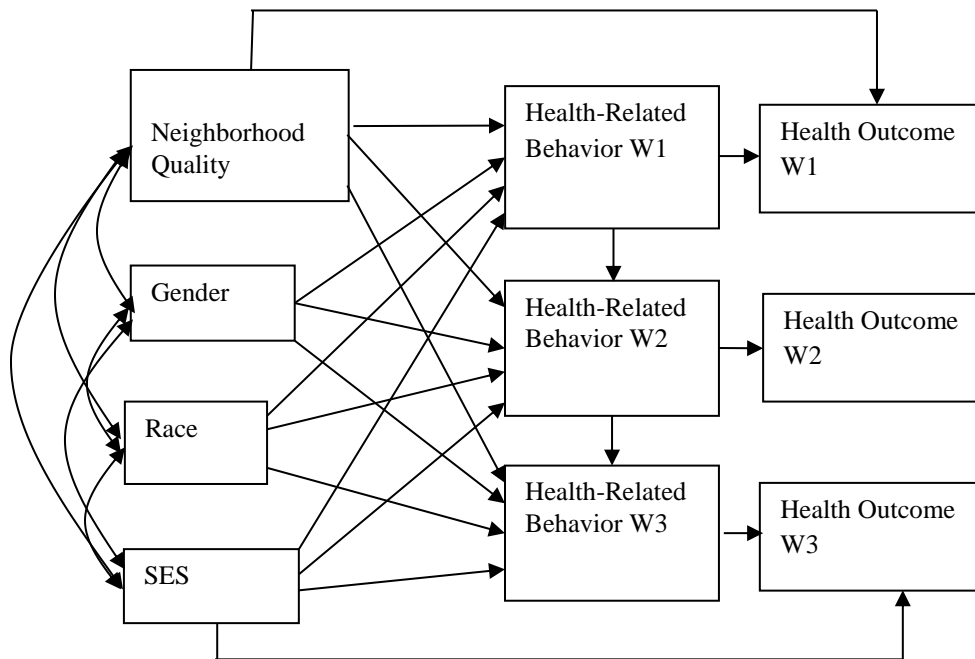 Neighborhood
Quality
Gender
Race
SES
Health-Related
Behavior W1
Health-Related
Behavior W2
Health-Related
Behavior W3
Health Outcome
W1
Health Outcome
W2
Health Outcome
W3